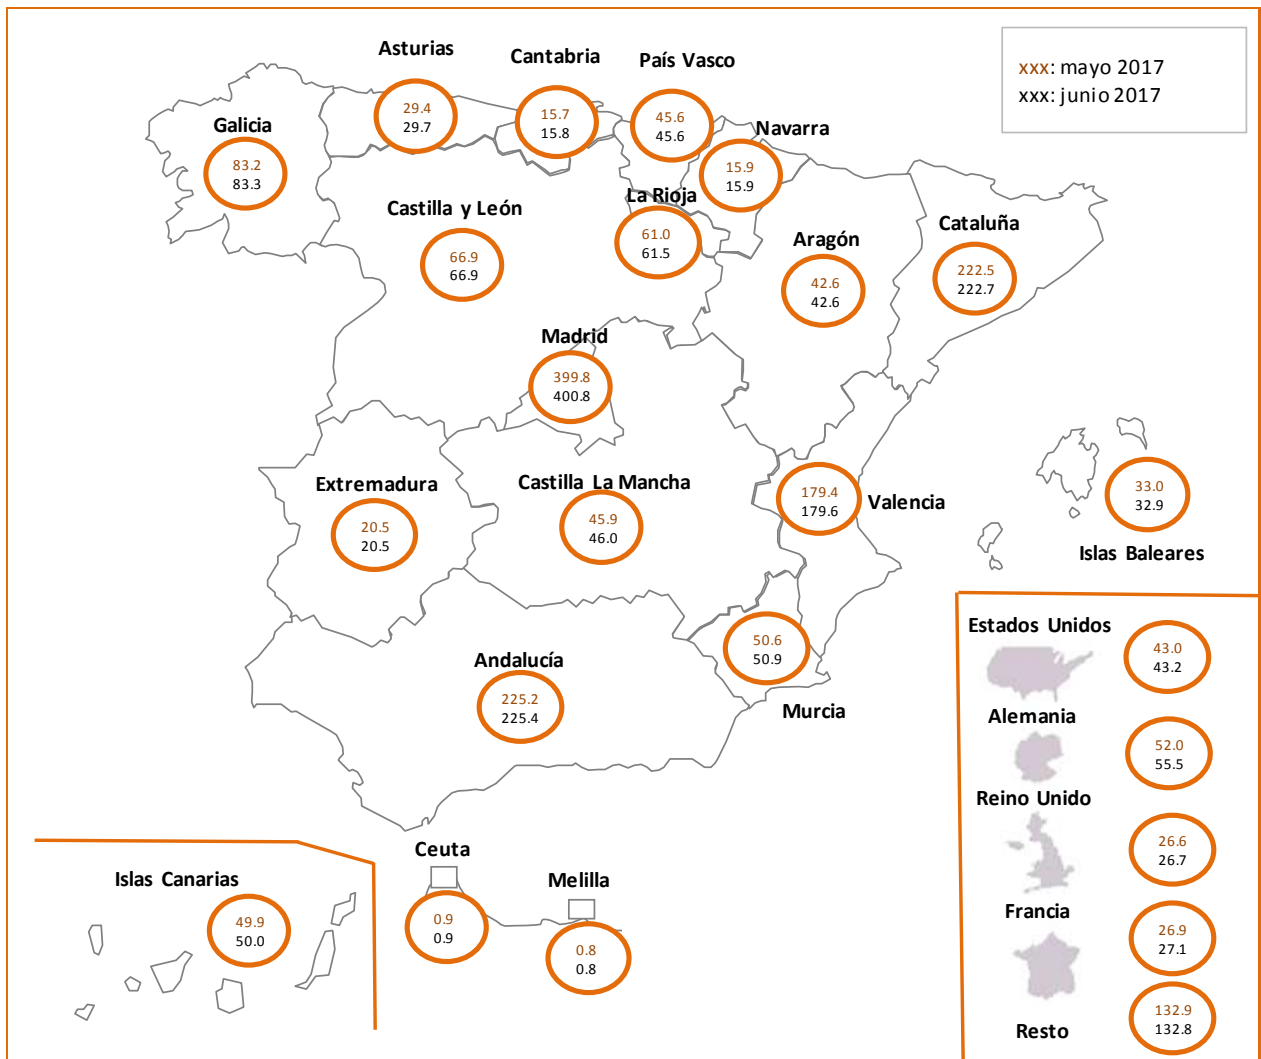 xxx: mayo 2017
xxx: junio 2017
Asturias
29.4
29.7
Cantabria
15.7
15.8
País Vasco
45.6
45.6
Navarra
15.9
15.9
Galicia
83.2
83.3
Castilla y León
66.9
66.9
La Rioja
61.0
61.5
Aragón
42.6
42.6
Cataluña
222.5
222.7
Madrid
399.8
400.8
Extremadura
20.5
20.5
Castilla La Mancha
45.9
46.0
179.4
179.6
Valencia
33.0
32.9
Islas Baleares
Andalucía
225.2
225.4
50.6
50.9
Murcia
Estados Unidos
43.0
43.2
Alemania
52.0
55.5
Reino Unido
26.6
26.7
Francia
26.9
27.1
Resto
132.9
132.8
Islas Canarias
49.9
50.0
Ceuta
0.9
0.9
Melilla
0.8
0.8